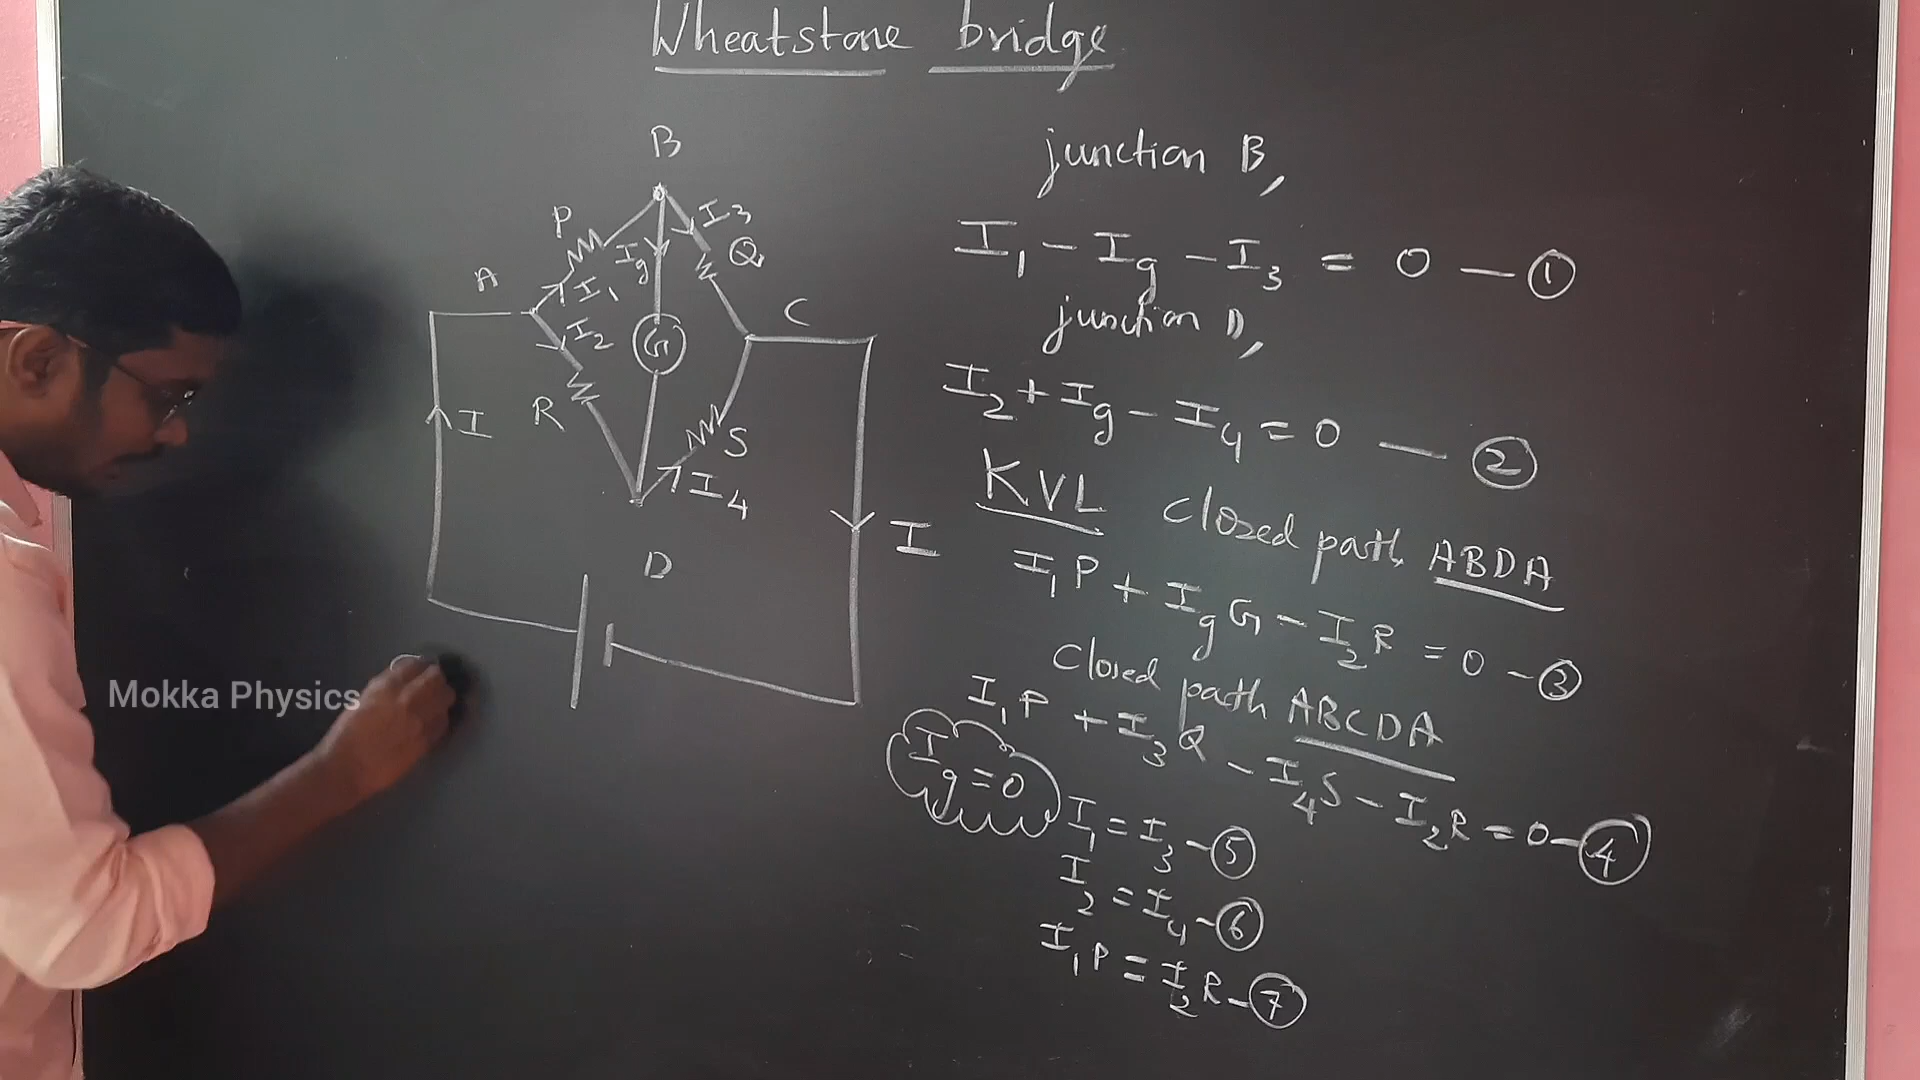 Wheatstone bridge
B
P
I3
Ig
Q
A
I1
C
I2
G
R
S
I
I4
I
D
junction B,
I1 - Ig - I3 = 0 — ①
junction D,
I2 + Ig - I4 = 0 — ②
KVL closed path ABDA
I1P + IgG - I2R = 0 - ③
closed path ABCDA
I1P + I3Q - I4S - I2R = 0 - ④
Ig = 0
I1 = I3 - ⑤
I2 = I4 - ⑥
I1P = I2R - ⑦
Mokka Physics